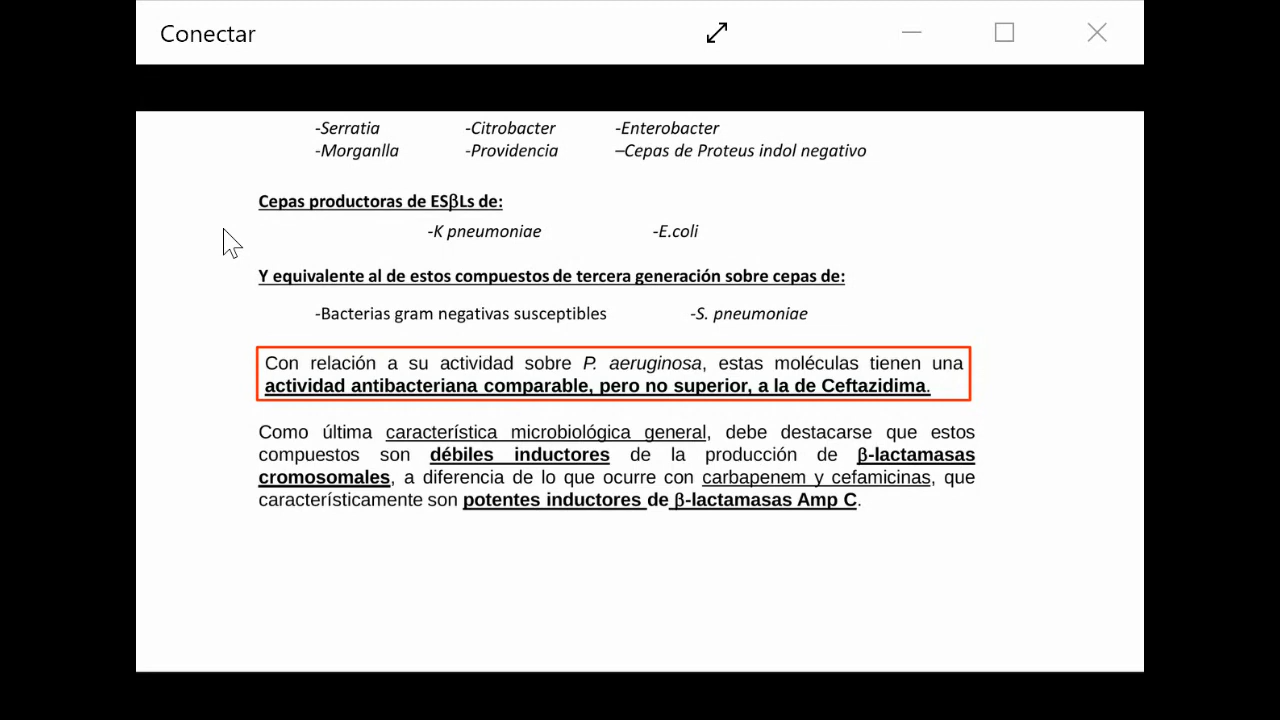 Conectar
-Serratia -Citrobacter -Enterobacter
-Morganlla -Providencia –Cepas de Proteus indol negativo
Cepas productoras de ESβLs de:
-K pneumoniae -E.coli
Y equivalente al de estos compuestos de tercera generación sobre cepas de:
-Bacterias gram negativas susceptibles -S. pneumoniae
Con relación a su actividad sobre P. aeruginosa, estas moléculas tienen una
actividad antibacteriana comparable, pero no superior, a la de Ceftazidima.
Como última característica microbiológica general, debe destacarse que estos
compuestos son débiles inductores de la producción de β-lactamasas
cromosomales, a diferencia de lo que ocurre con carbapenem y cefamicinas, que
característicamente son potentes inductores de β-lactamasas Amp C.